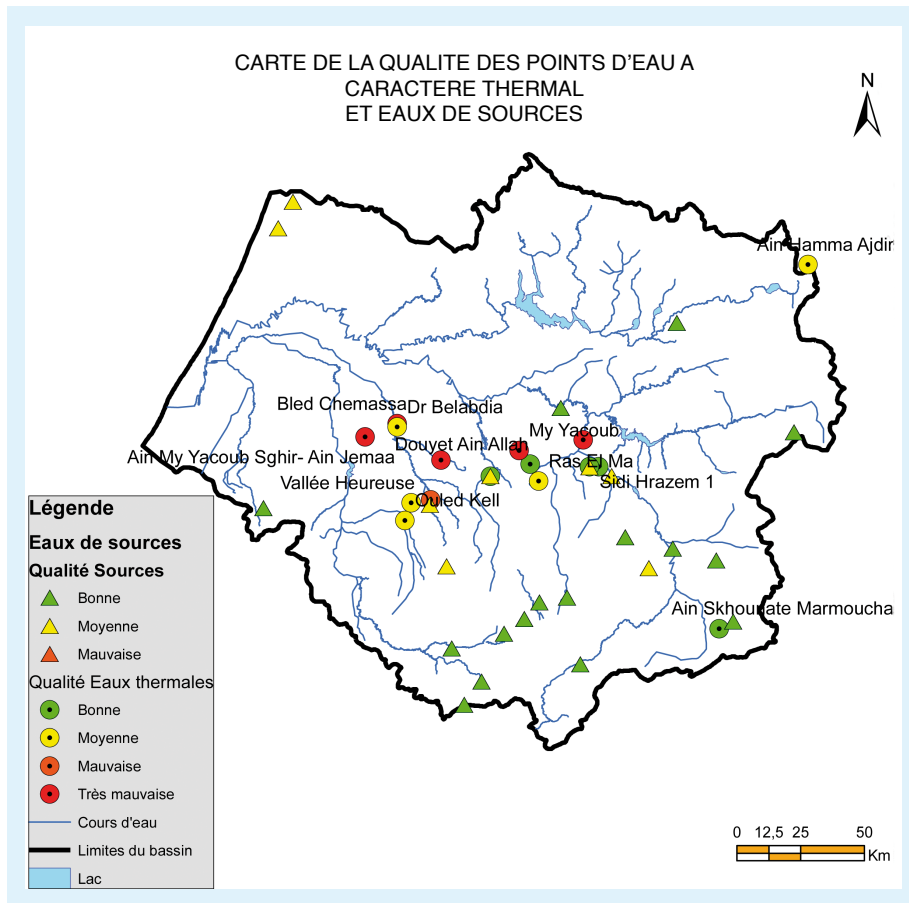 CARTE DE LA QUALITE DES POINTS D'EAU A
CARACTERE THERMAL
ET EAUX DE SOURCES
N
Ain Hamma Ajdir
Bled Chemassa
Dr Belabdia
Douyet Ain Allah
My Yacoub
Ain My Yacoub Sghir- Ain Jemaa
Ras El Ma
Vallée Heureuse
Sidi Hrazem 1
Ouled Kell
Ain Skhounate Marmoucha
Légende
Eaux de sources
Qualité Sources
Bonne
Moyenne
Mauvaise
Qualité Eaux thermales
Bonne
Moyenne
Mauvaise
Très mauvaise
Cours d'eau
Limites du bassin
Lac
0 12,5 25 50
Km